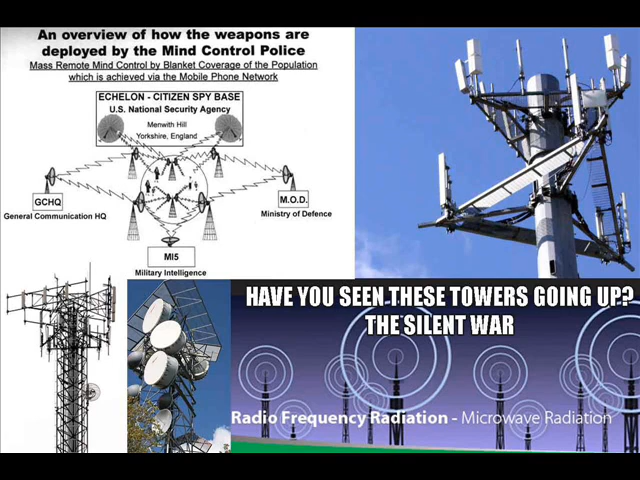 An overview of how the weapons are
deployed by the Mind Control Police
Mass Remote Mind Control by Blanket Coverage of the Population
which is achieved via the Mobile Phone Network
ECHELON - CITIZEN SPY BASE
U.S. National Security Agency
Menwith Hill
Yorkshire, England
GCHQ
General Communication HQ
M.O.D.
Ministry of Defence
MI5
Military Intelligence
HAVE YOU SEEN THESE TOWERS GOING UP?
THE SILENT WAR
Radio Frequency Radiation - Microwave Radiation